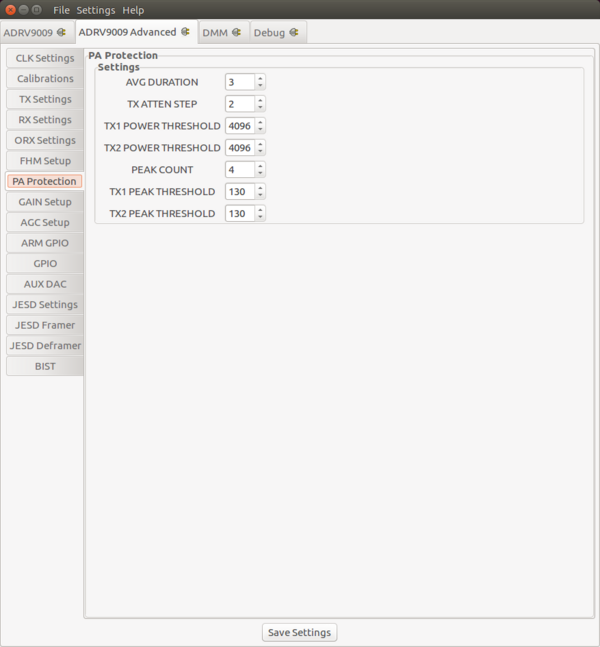 File Settings Help
ADRV9009 ADRV9009 Advanced DMM Debug
CLK Settings
Calibrations
TX Settings
RX Settings
ORX Settings
FHM Setup
PA Protection
GAIN Setup
AGC Setup
ARM GPIO
GPIO
AUX DAC
JESD Settings
JESD Framer
JESD Deframer
BIST
PA Protection
Settings
AVG DURATION 3
TX ATTEN STEP 2
TX1 POWER THRESHOLD 4096
TX2 POWER THRESHOLD 4096
PEAK COUNT 4
TX1 PEAK THRESHOLD 130
TX2 PEAK THRESHOLD 130
Save Settings